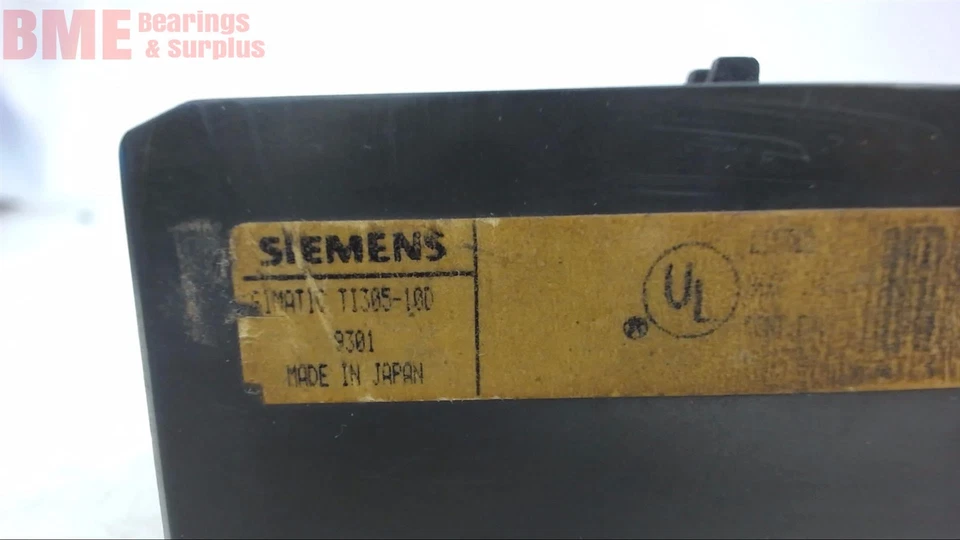 BME Bearings
& Surplus
SIEMENS
SIMATIC TI305-10D
9301
MADE IN JAPAN
UL